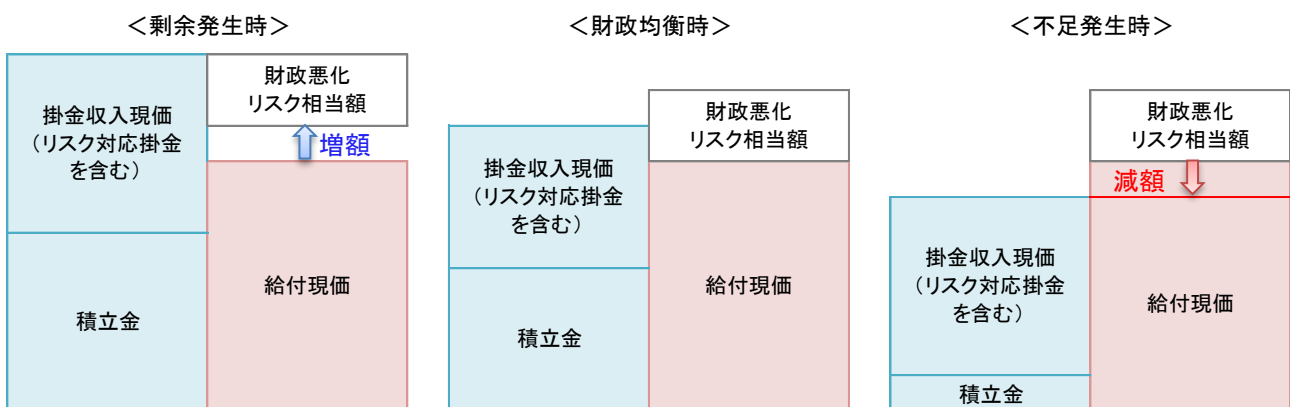 ＜剰余発生時＞
掛金収入現価
（リスク対応掛金
を含む）
積立金
財政悪化
リスク相当額
増額
給付現価
＜財政均衡時＞
掛金収入現価
（リスク対応掛金
を含む）
積立金
財政悪化
リスク相当額
給付現価
＜不足発生時＞
掛金収入現価
（リスク対応掛金
を含む）
積立金
財政悪化
リスク相当額
減額
給付現価